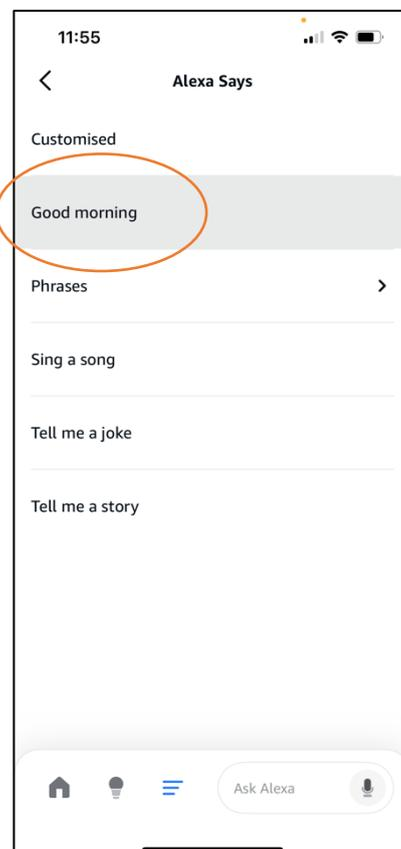 11:55
Alexa Says
Customised
Good morning
Phrases
Sing a song
Tell me a joke
Tell me a story
Ask Alexa